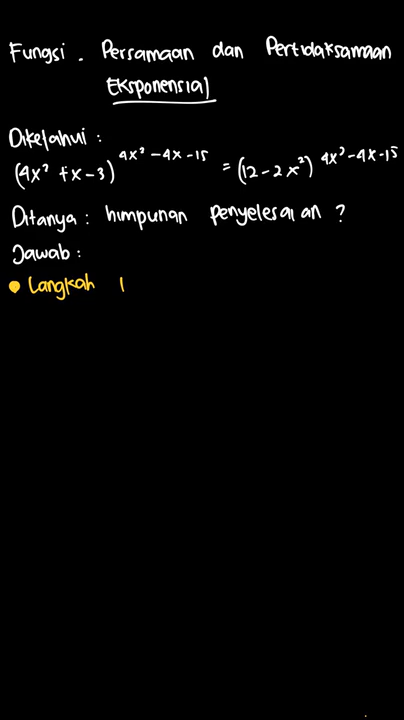 Fungsi, Persamaan dan Pertidaksamaan
Eksponensial
Diketahui :
(4x² + x - 3)^(4x² - 4x - 15) = (12 - 2x²)^(4x² - 4x - 15)
Ditanya : himpunan penyelesaian ?
Jawab :
• Langkah 1